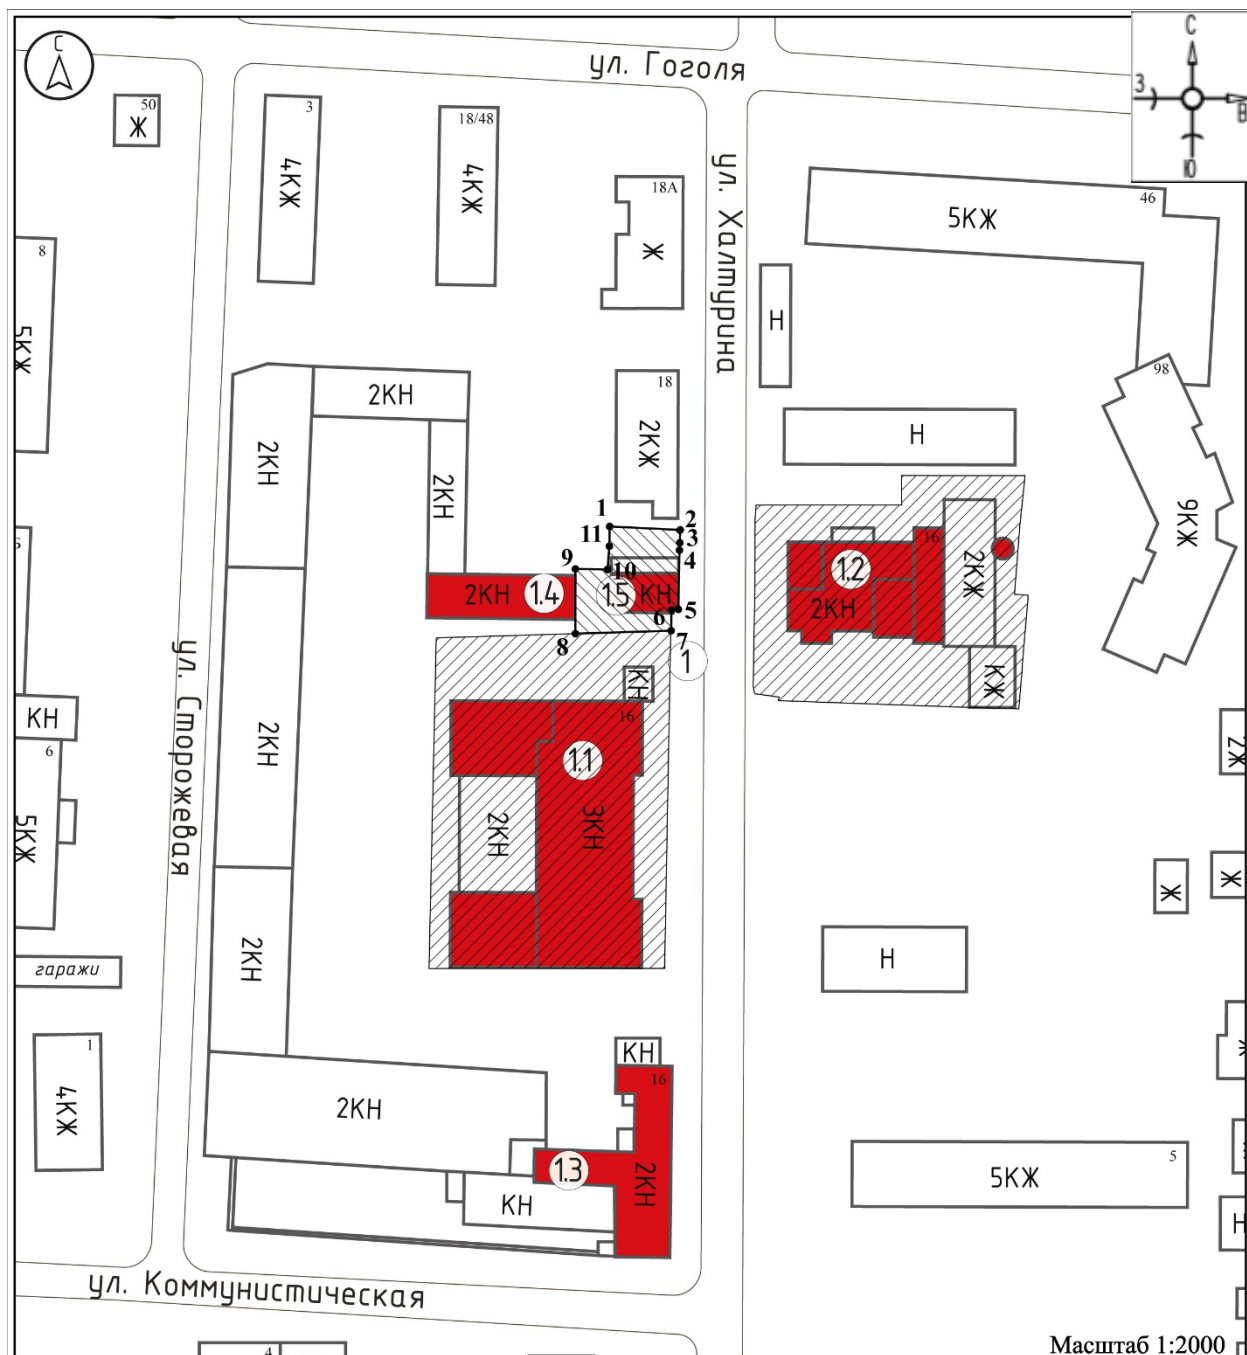 С
С
З
В
Ю
ул. Гоголя
50
Ж
3
4КЖ
18/48
4КЖ
18А
Ж
ул. Халтурина
46
5КЖ
8
5КЖ
Н
2КН
18
2КЖ
98
9КЖ
Н
2КН
2КН
1
2
3
4
11
9
10
5
6
7
8
2КН
1.4
1.5
КН
16
1.2
2КН
2КЖ
КЖ
1
КН
16
1.1
3КН
2КН
ул. Сторожевая
2КН
КН
6
5КЖ
2Ж
Ж
Ж
2КН
гаражи
Н
1
4КЖ
КН
16
2КН
1.3
2КН
КН
5КЖ
5
Ж
Н
ул. Коммунистическая
4
Масштаб 1:2000